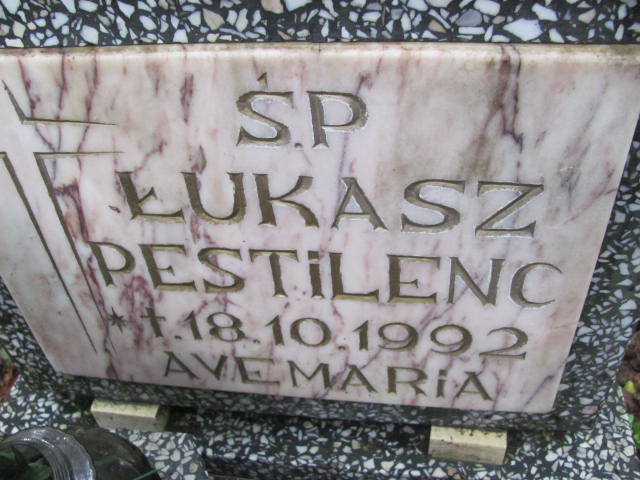 Ś.P
ŁUKASZ
PESTiLENC
*†.18.10.1992
AVE MARiA